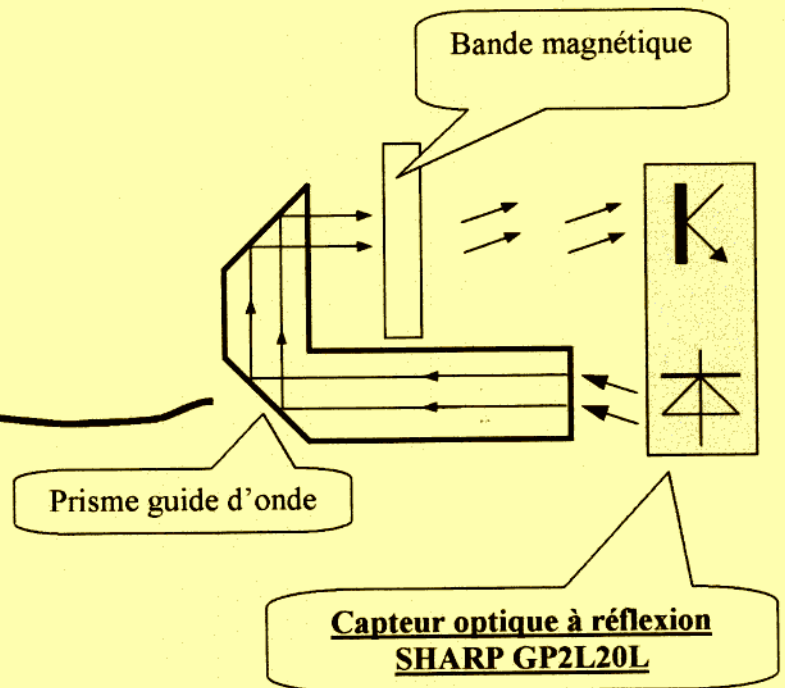 Bande magnétique
Prisme guide d'onde
Capteur optique à réflexion
SHARP GP2L20L